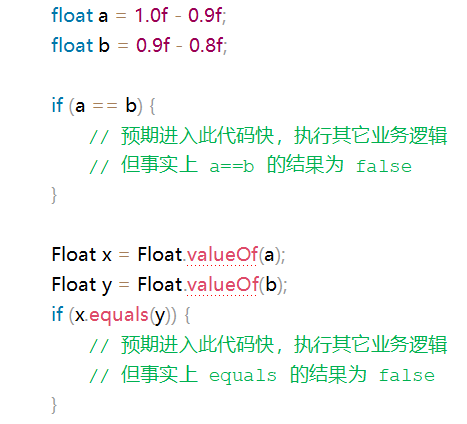 float a = 1.0f - 0.9f;
float b = 0.9f - 0.8f;
if (a == b) {
// 预期进入此代码快，执行其它业务逻辑
// 但事实上 a==b 的结果为 false
}
Float x = Float.valueOf(a);
Float y = Float.valueOf(b);
if (x.equals(y)) {
// 预期进入此代码快，执行其它业务逻辑
// 但事实上 equals 的结果为 false
}